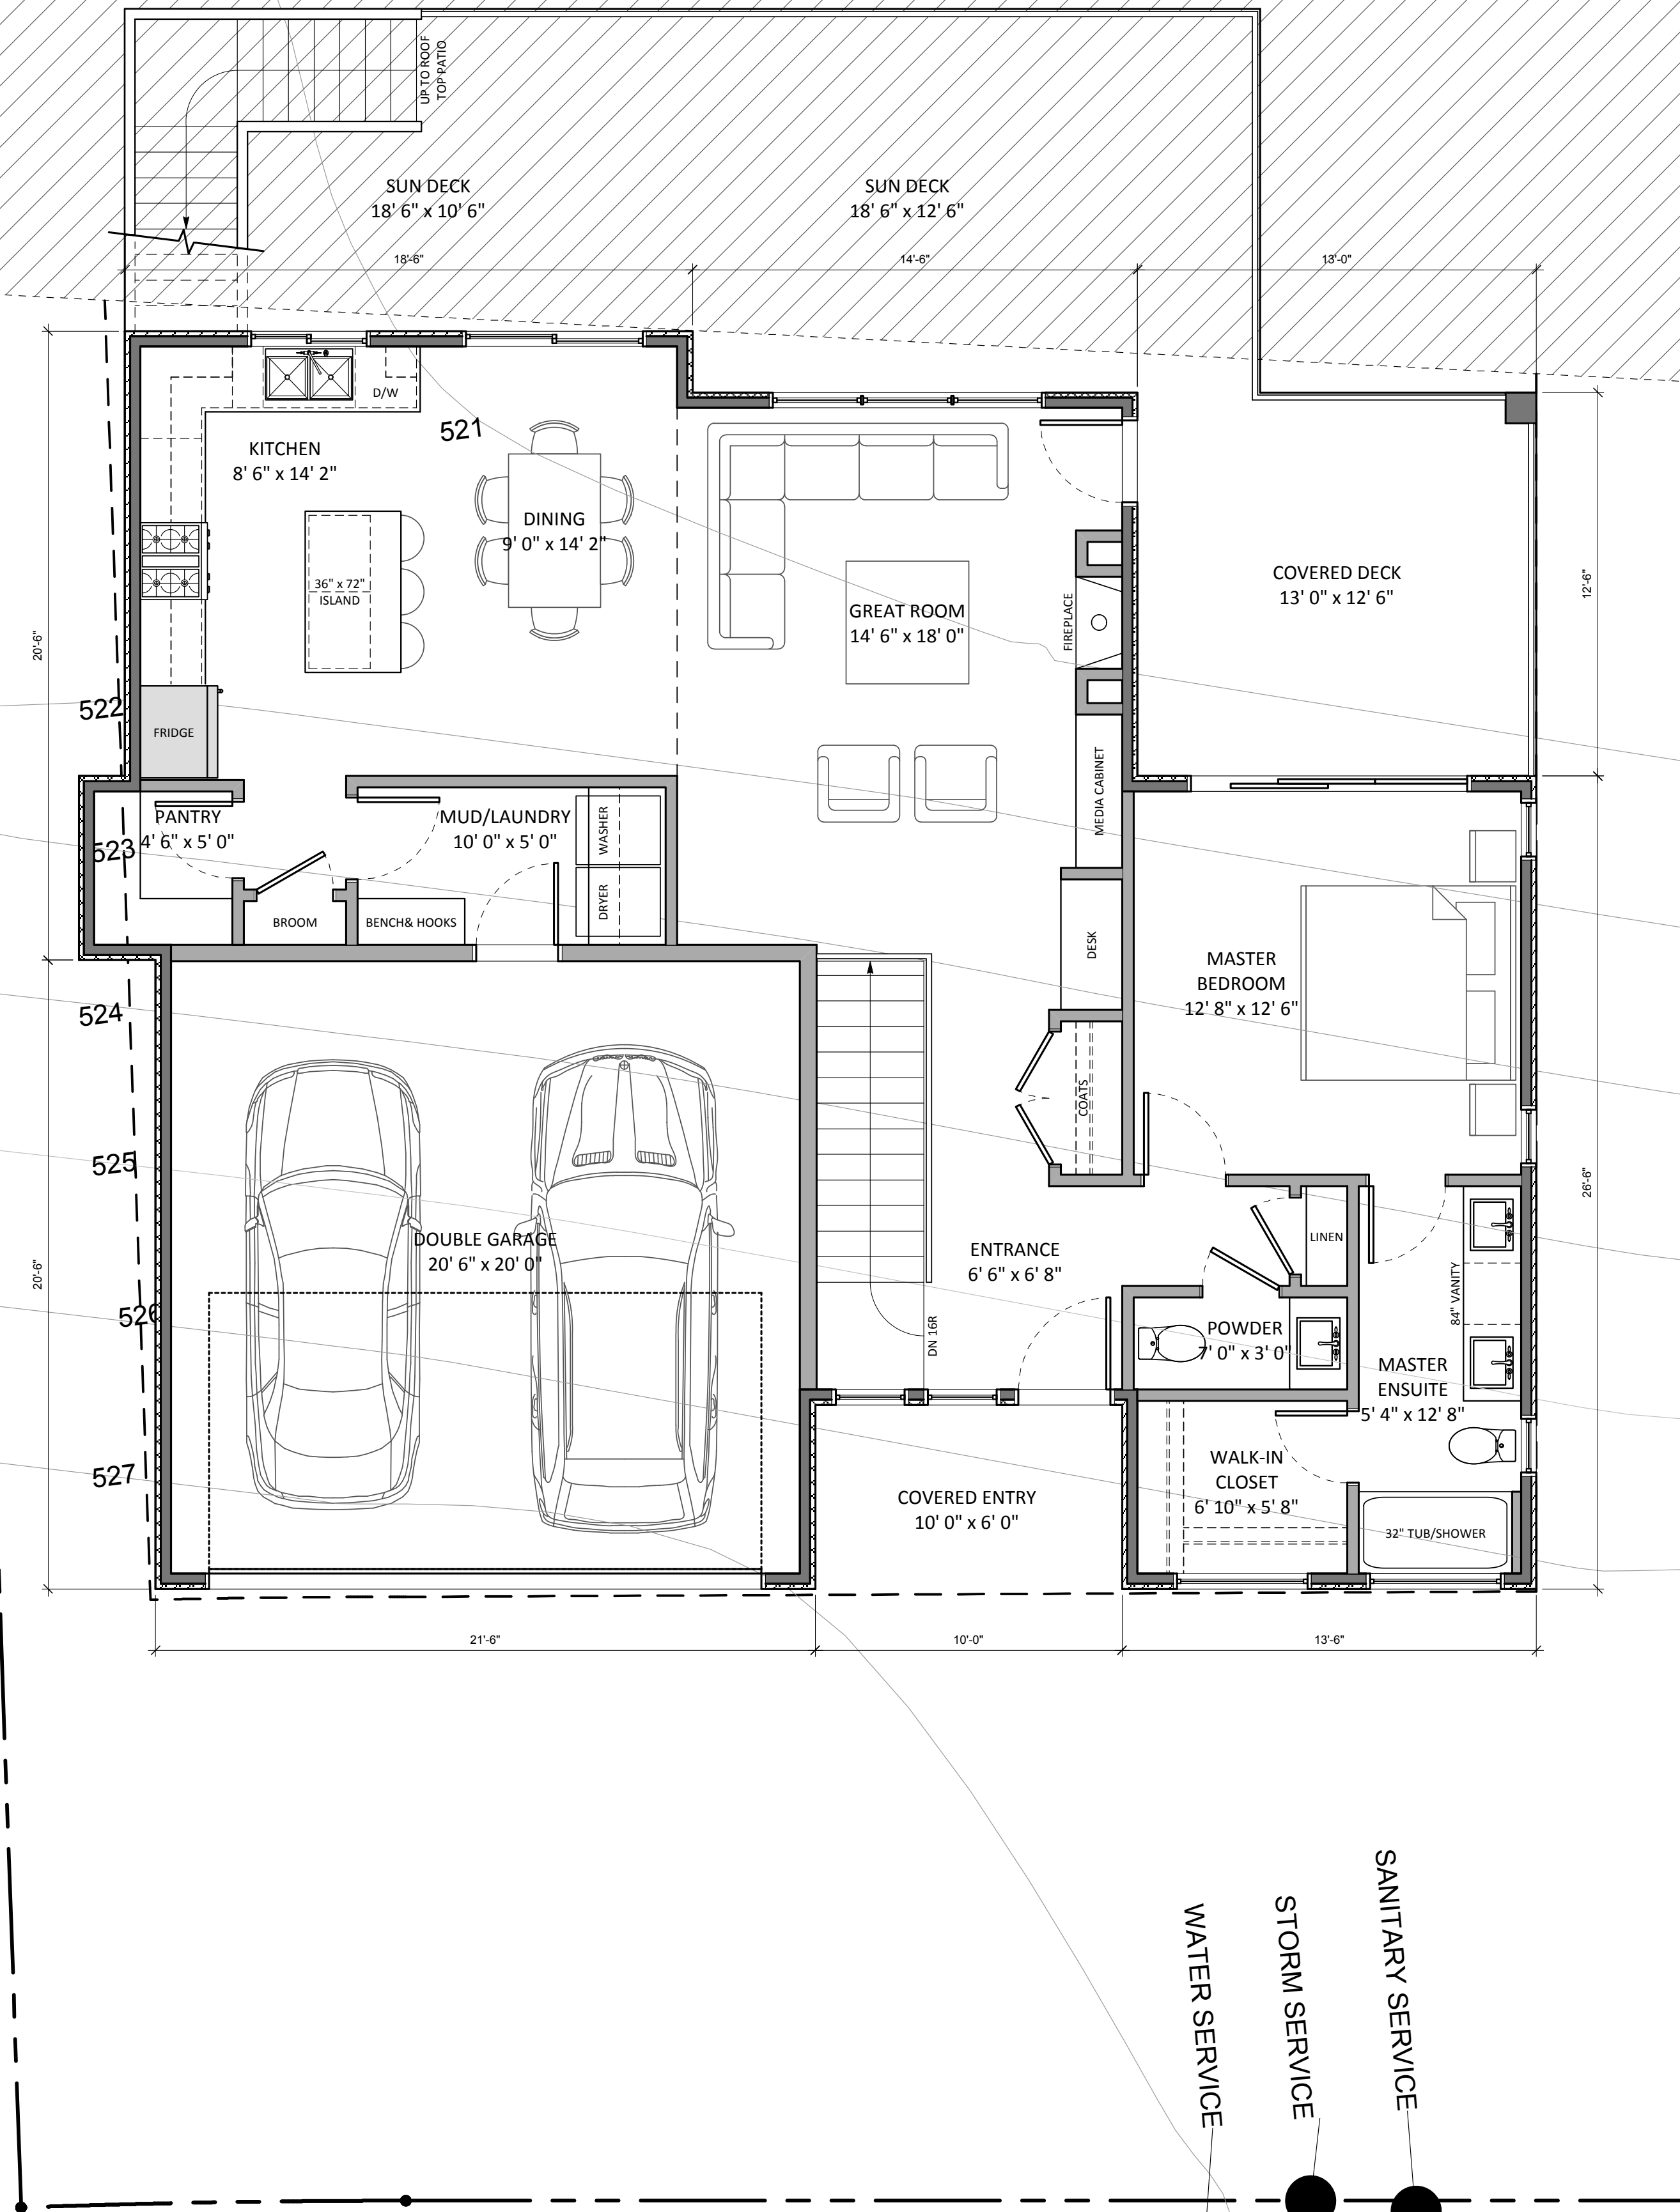 UP TO ROOF
TOP PATIO
SUN DECK
18' 6" x 10' 6"
SUN DECK
18' 6" x 12' 6"
18'-6"
14'-6"
13'-0"
D/W
521
KITCHEN
8' 6" x 14' 2"
DINING
9' 0" x 14' 2"
36" x 72"
ISLAND
GREAT ROOM
14' 6" x 18' 0"
FIREPLACE
COVERED DECK
13' 0" x 12' 6"
12'-6"
20'-6"
522
FRIDGE
MEDIA CABINET
PANTRY
4' 6" x 5' 0"
523
MUD/LAUNDRY
10' 0" x 5' 0"
WASHER
DRYER
BROOM
BENCH& HOOKS
DESK
MASTER
BEDROOM
12' 8" x 12' 6"
524
COATS
525
DOUBLE GARAGE
20' 6" x 20' 0"
ENTRANCE
6' 6" x 6' 8"
LINEN
26'-6"
20'-6"
526
DN 16R
POWDER
7' 0" x 3' 0"
84" VANITY
MASTER
ENSUITE
5' 4" x 12' 8"
527
WALK-IN
CLOSET
6' 10" x 5' 8"
COVERED ENTRY
10' 0" x 6' 0"
32" TUB/SHOWER
21'-6"
10'-0"
13'-6"
WATER SERVICE
STORM SERVICE
SANITARY SERVICE